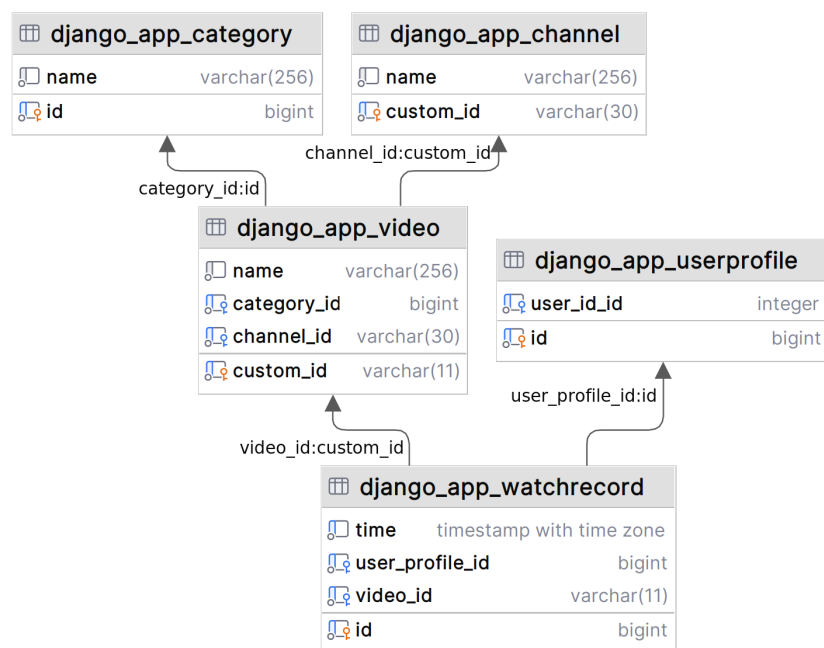 django_app_category
name varchar(256)
id bigint
django_app_channel
name varchar(256)
custom_id varchar(30)
channel_id:custom_id
category_id:id
django_app_video
name varchar(256)
category_id bigint
channel_id varchar(30)
custom_id varchar(11)
django_app_userprofile
user_id_id integer
id bigint
user_profile_id:id
video_id:custom_id
django_app_watchrecord
time timestamp with time zone
user_profile_id bigint
video_id varchar(11)
id bigint